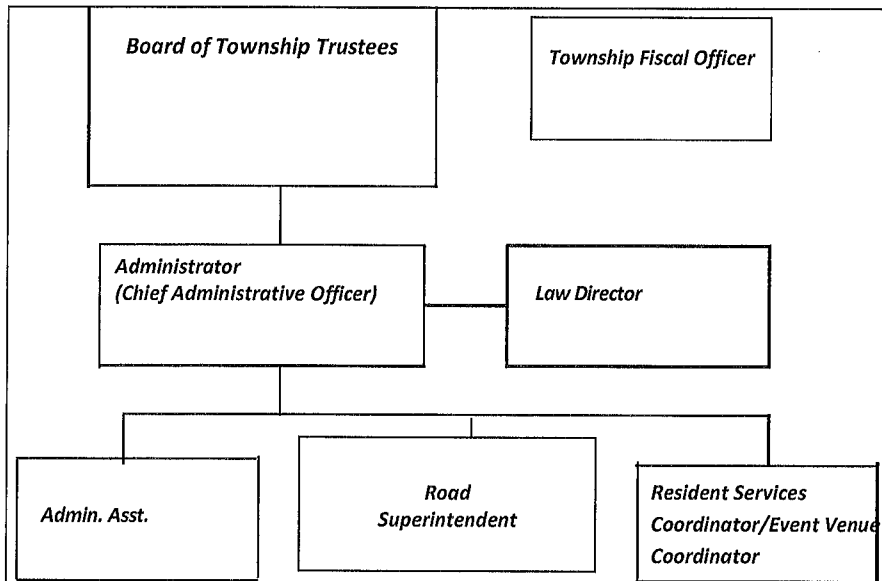 Board of Township Trustees
Township Fiscal Officer
Administrator
(Chief Administrative Officer)
Law Director
Admin. Asst.
Road
Superintendent
Resident Services
Coordinator/Event Venue
Coordinator